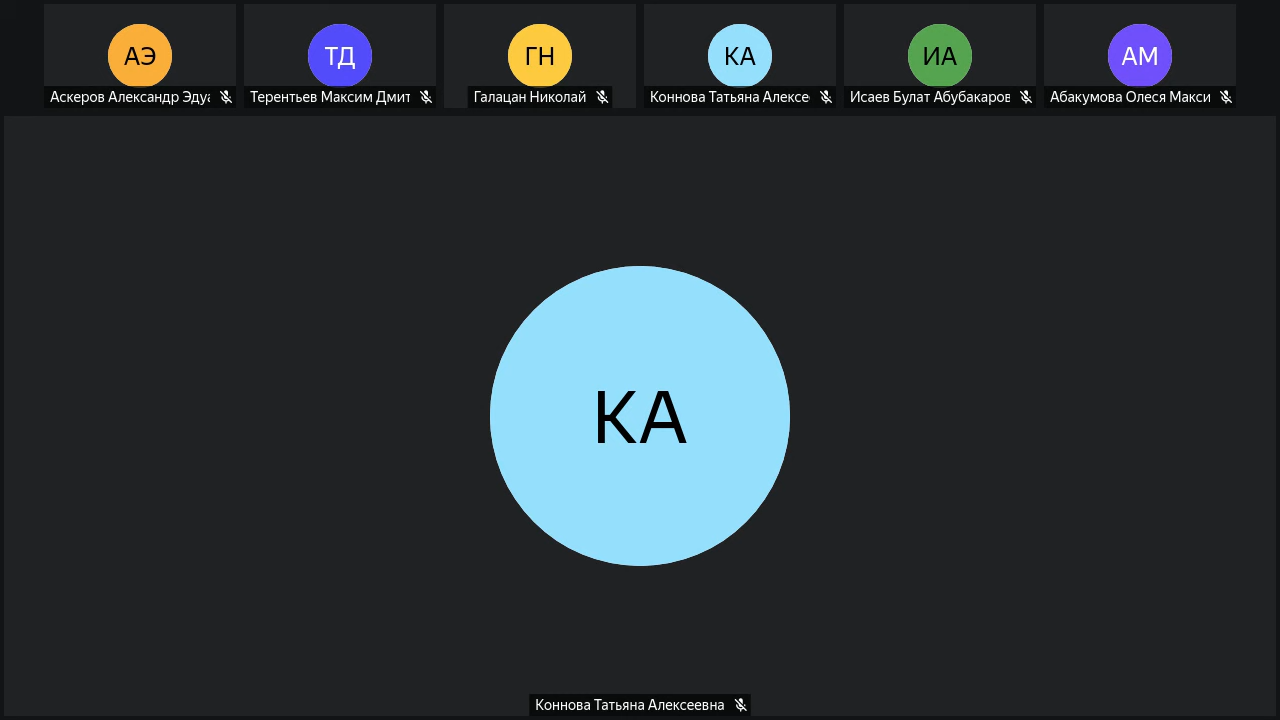 АЭ
Аскеров Александр Эдуа
ТД
Терентьев Максим Дмит
ГН
Галацан Николай
КА
Коннова Татьяна Алексе
ИА
Исаев Булат Абубакаров
АМ
Абакумова Олеся Макси
КА
Коннова Татьяна Алексеевна